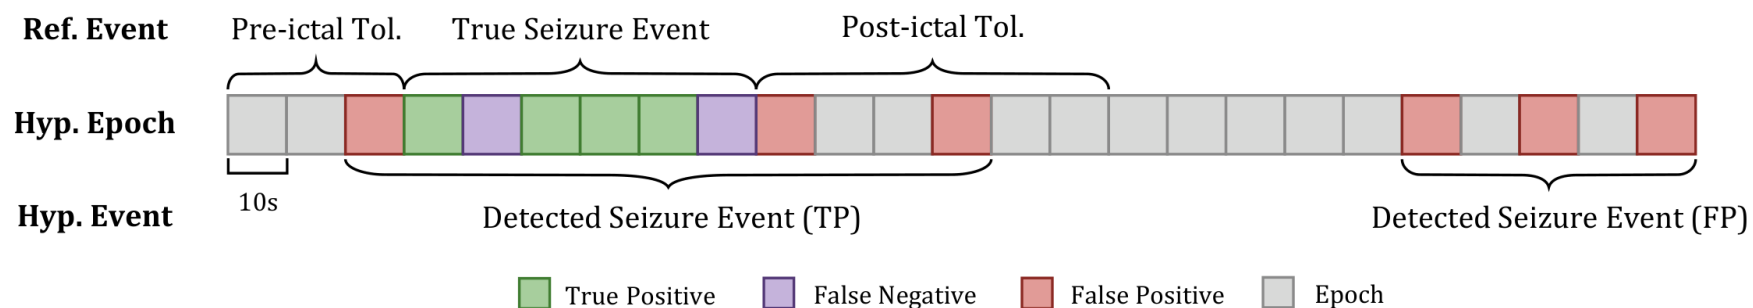 Ref. Event Pre-ictal Tol. True Seizure Event Post-ictal Tol.
Hyp. Epoch
10s
Hyp. Event Detected Seizure Event (TP) Detected Seizure Event (FP)
True Positive False Negative False Positive Epoch